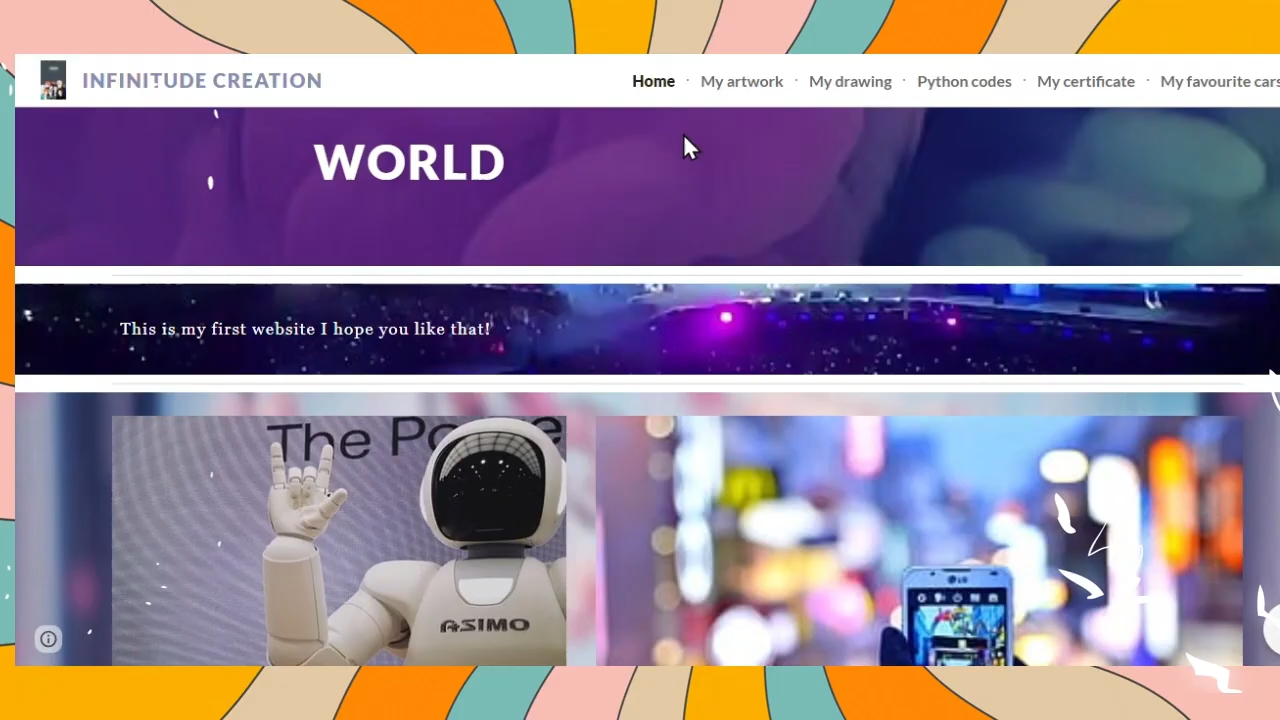 INFINITUDE CREATION
Home · My artwork · My drawing · Python codes · My certificate · My favourite cars
WORLD
This is my first website I hope you like that!
The Po
ASIMO
LG